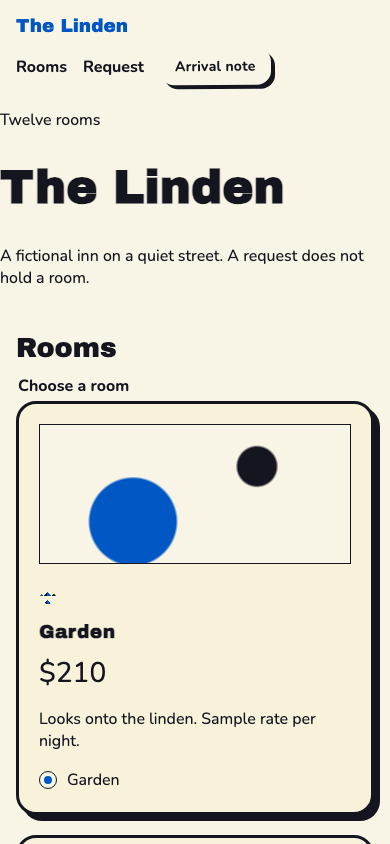 The Linden
Rooms Request Arrival note
Twelve rooms
The Linden
A fictional inn on a quiet street. A request does not
hold a room.
Rooms
Choose a room
Garden
$210
Looks onto the linden. Sample rate per
night.
Garden